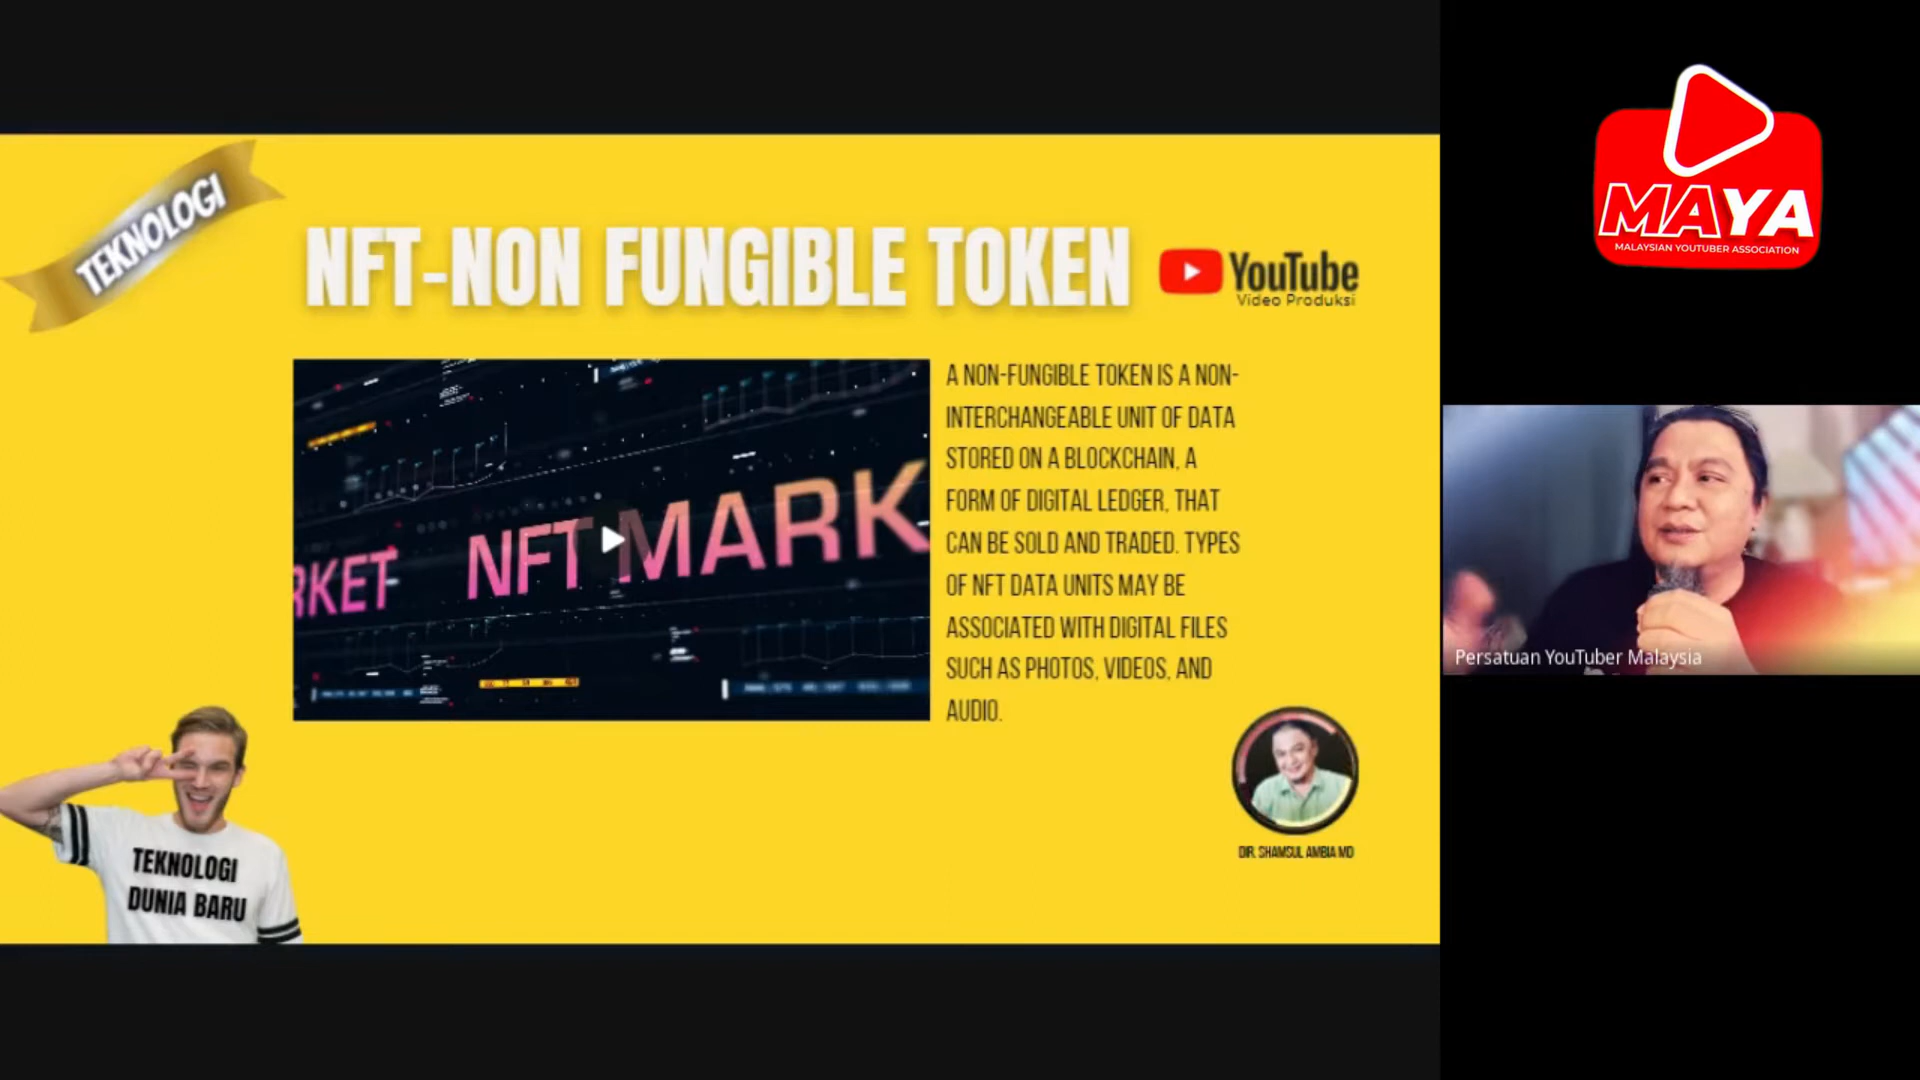 TEKNOLOGI
NFT-NON FUNGIBLE TOKEN
YouTube
Video Produksi
RKET NFT MARK
A NON-FUNGIBLE TOKEN IS A NON-
INTERCHANGEABLE UNIT OF DATA
STORED ON A BLOCKCHAIN, A
FORM OF DIGITAL LEDGER, THAT
CAN BE SOLD AND TRADED. TYPES
OF NFT DATA UNITS MAY BE
ASSOCIATED WITH DIGITAL FILES
SUCH AS PHOTOS, VIDEOS, AND
AUDIO.
TEKNOLOGI
DUNIA BARU
DIR. SHAMSUL AMBIA MD
MAYA
MALAYSIAN YOUTUBER ASSOCIATION
Persatuan YouTuber Malaysia